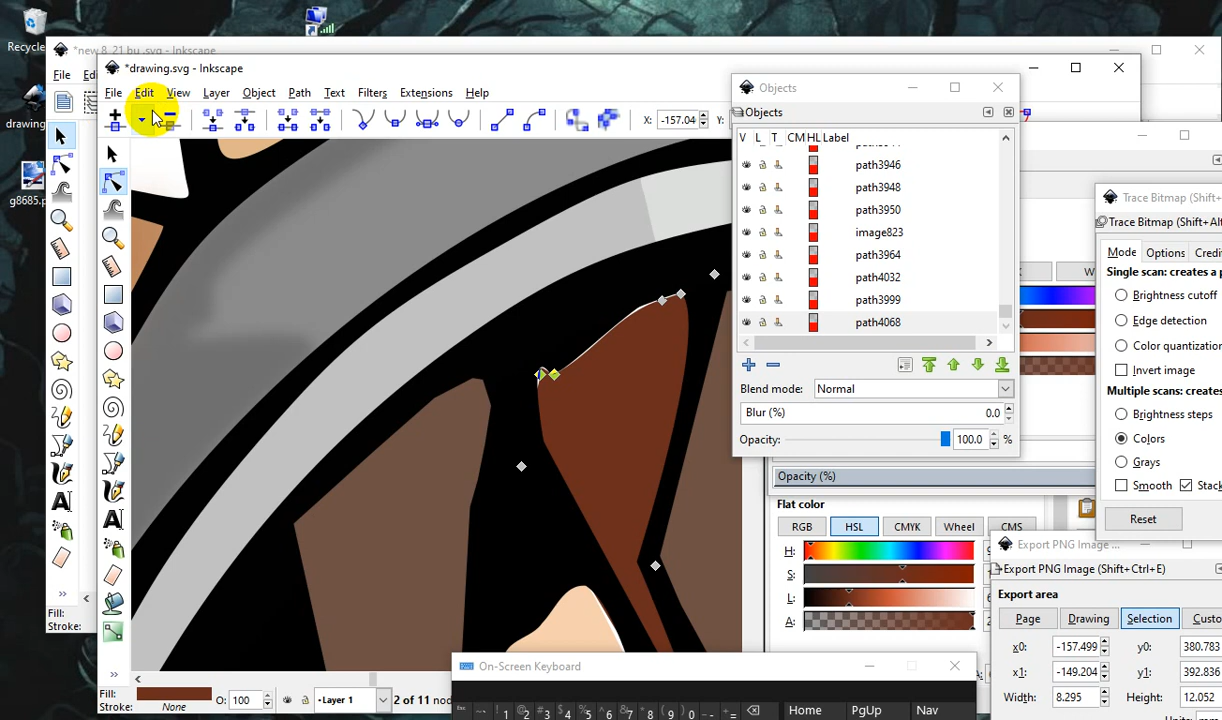 Recycle
*new 8_21 bu .svg - Inkscape
File
*drawing.svg - Inkscape
File Edit View Layer Object Path Text Filters Extensions Help
X: -157.04 Y:
drawing
g8685.p
Objects
Objects
V L T CM HL Label
path3946
path3948
path3950
image823
path3964
path4032
path3999
path4068
Blend mode: Normal
Blur (%) 0.0
Opacity: 100.0 %
Trace Bitmap (Shift+Alt
Trace Bitmap (Shift+Alt
Mode Options Credi
Single scan: creates a p
Brightness cutoff
Edge detection
Color quantization
Invert image
Multiple scans: creates
Brightness steps
Colors
Grays
Smooth Stack
Reset
Opacity (%)
Flat color
RGB HSL CMYK Wheel CMS
H:
S:
L:
A:
Export PNG Image ...
Export PNG Image (Shift+Ctrl+E)
Export area
Page Drawing Selection Custo
x0: -157.499 y0: 380.783
x1: -149.204 y1: 392.836
Width: 8.295 Height: 12.052
Fill:
Stroke:
Fill:
Stroke: None
O: 100
Layer 1
2 of 11 nod
On-Screen Keyboard
Home PgUp Nav